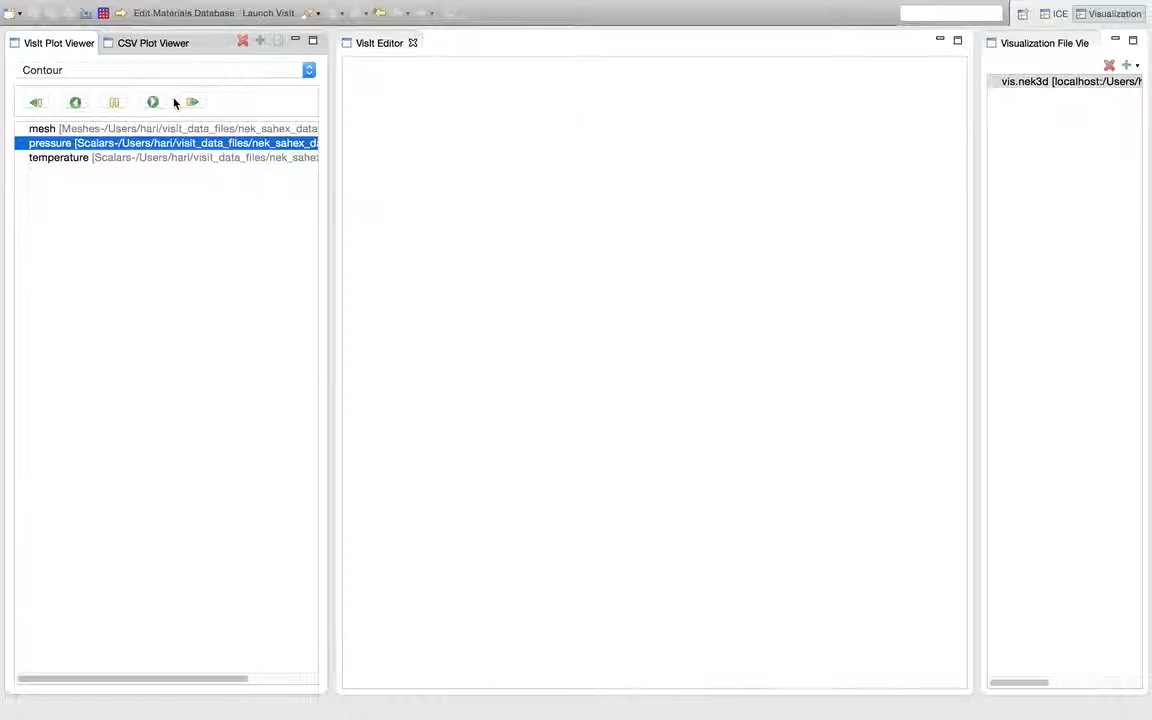 Edit Materials Database Launch VisIt
ICE Visualization
VisIt Plot Viewer CSV Plot Viewer
VisIt Editor
Visualization File Vie
Contour
vis.nek3d [localhost:/Users/h
mesh [Meshes-/Users/hari/visit_data_files/nek_sahex_data
pressure [Scalars-/Users/hari/visit_data_files/nek_sahex_da
temperature [Scalars-/Users/hari/visit_data_files/nek_sahex